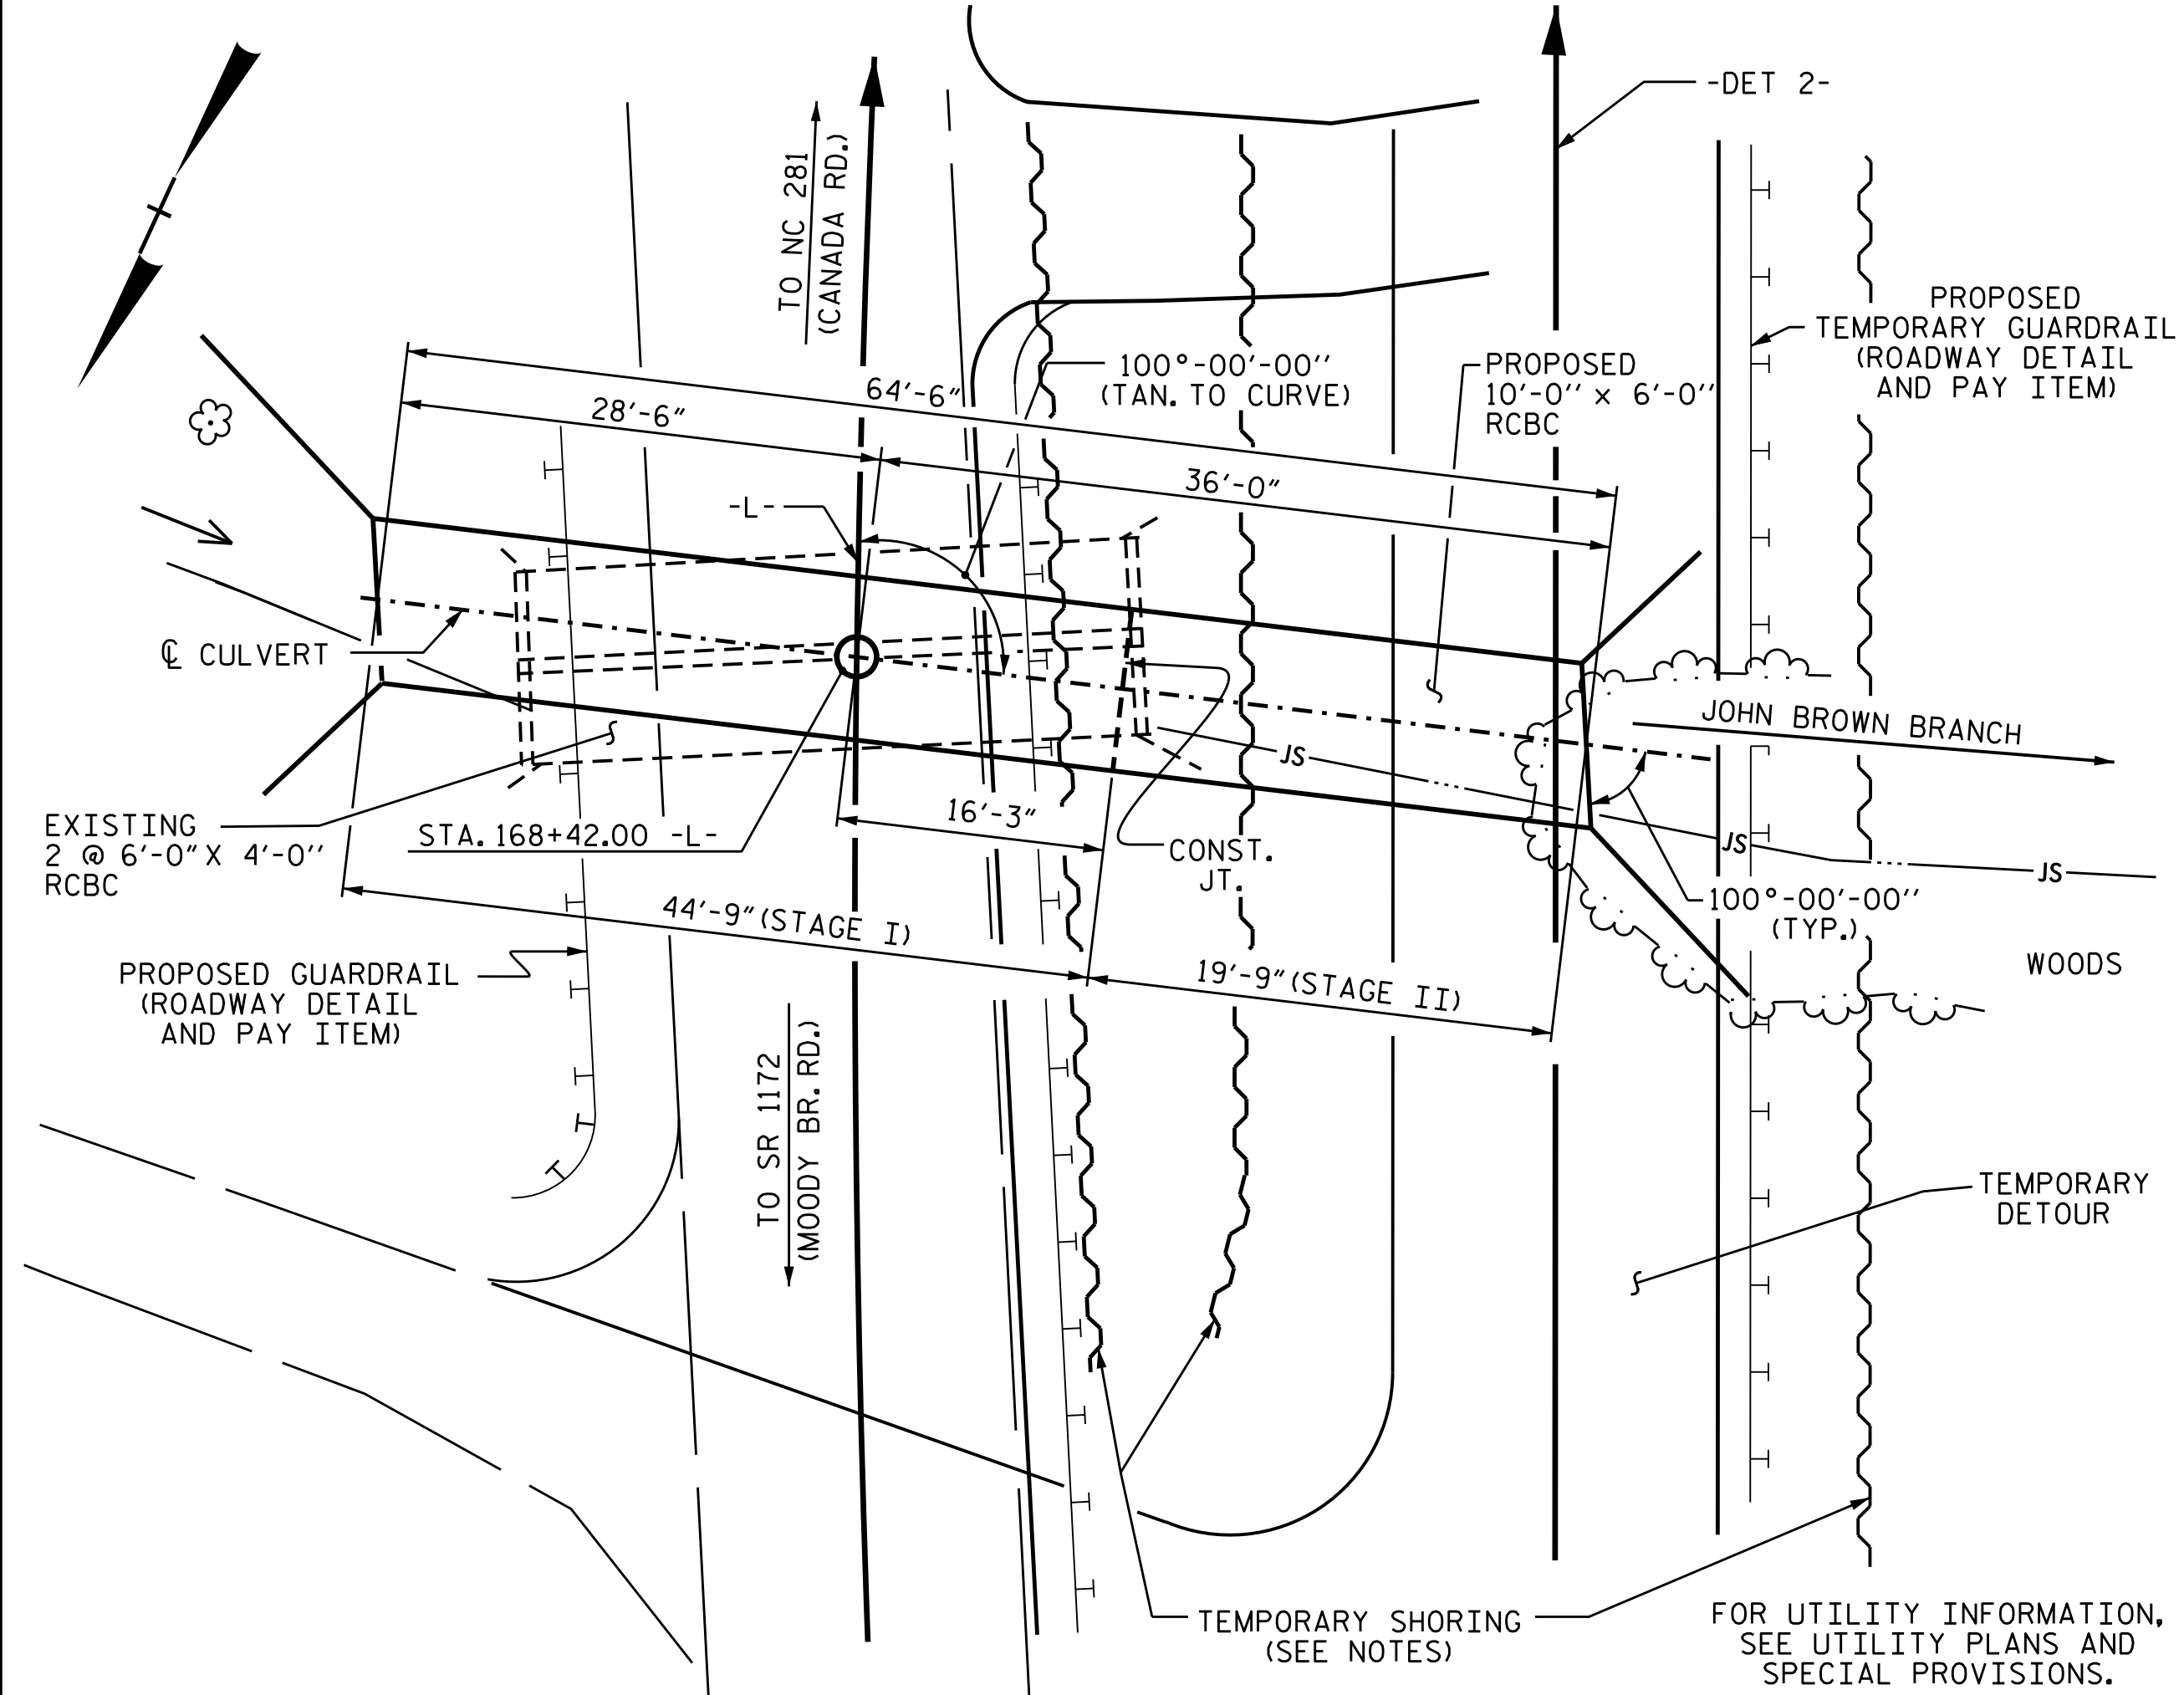 -DET 2-
TO NC 281
(CANADA RD.)
PROPOSED
TEMPORARY GUARDRAIL
(ROADWAY DETAIL
AND PAY ITEM)
100°-00'-00"
(TAN. TO CURVE)
PROPOSED
10'-0" x 6'-0"
RCBC
64'-6"
28'-6"
36'-0"
-L-
℄ CULVERT
JOHN BROWN BRANCH
JS
JS
JS
EXISTING
2 @ 6'-0" X 4'-0"
RCBC
STA. 168+42.00 -L-
16'-3"
CONST.
JT.
100°-00'-00"
(TYP.)
44'-9" (STAGE I)
19'-9" (STAGE II)
WOODS
PROPOSED GUARDRAIL
(ROADWAY DETAIL
AND PAY ITEM)
TO SR 1172
(MOODY BR. RD.)
TEMPORARY
DETOUR
TEMPORARY SHORING
(SEE NOTES)
FOR UTILITY INFORMATION,
SEE UTILITY PLANS AND
SPECIAL PROVISIONS.